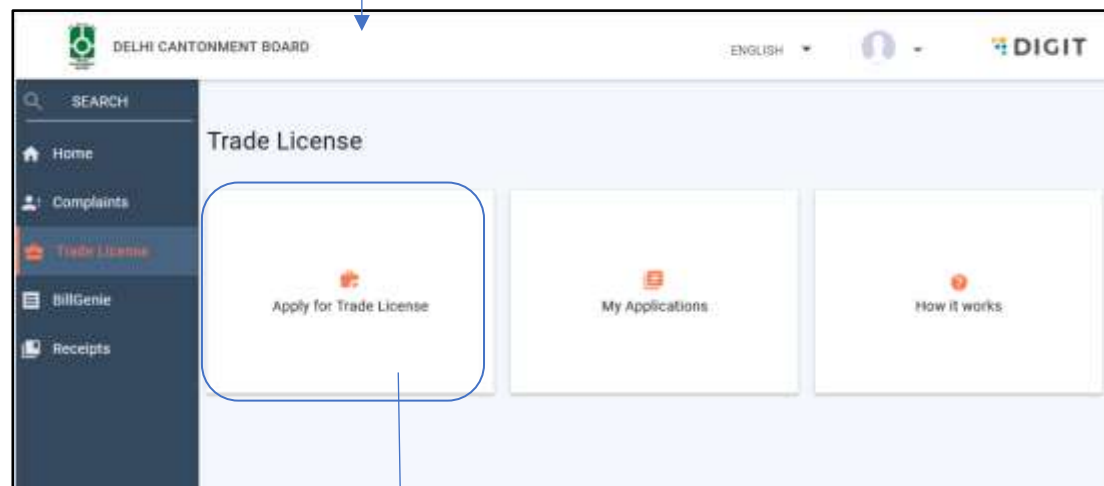 DELHI CANTONMENT BOARD
ENGLISH
DIGIT
SEARCH
Home
Complaints
Trade License
BillGenie
Receipts
Trade License
Apply for Trade License
My Applications
How it works